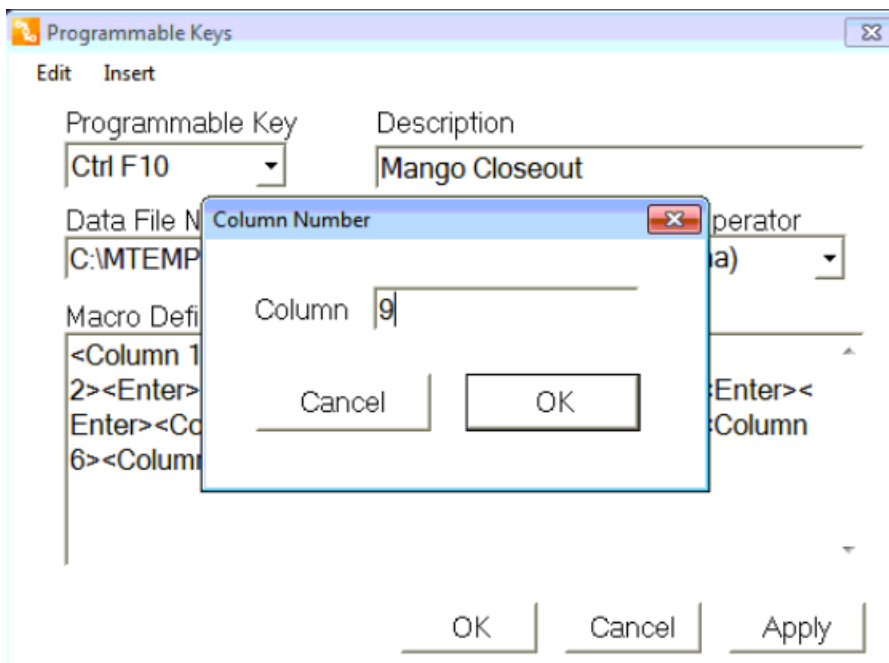 Programmable Keys
Edit Insert
Programmable Key Description
Ctrl F10 Mango Closeout
Data File N perator
C:\MTEMP a)
Column Number
Column 9
Cancel OK
Macro Defi
<Column 1
2><Enter> Enter><
Enter><Co Column
6><Colum
OK Cancel Apply